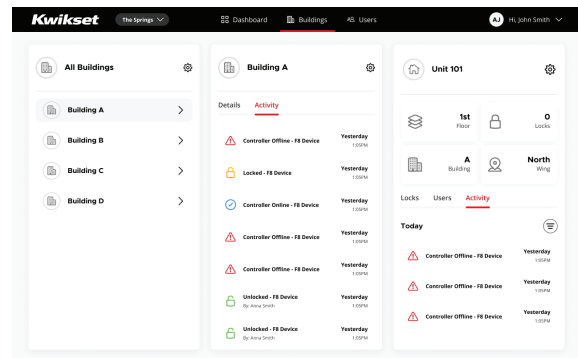 Kwikset
The Springs
Dashboard
Buildings
Users
AJ
Hi, John Smith
All Buildings
Building A
Building B
Building C
Building D
Building A
Details Activity
Controller Offline - F8 Device Yesterday
1:05PM
Locked - F8 Device Yesterday
1:05PM
Controller Online - F8 Device Yesterday
1:05PM
Controller Offline - F8 Device Yesterday
1:05PM
Controller Offline - F8 Device Yesterday
1:05PM
Unlocked - F8 Device Yesterday
By: Anna Smith 1:05PM
Unlocked - F8 Device Yesterday
By: Anna Smith 1:05PM
Unit 101
1st
Floor
0
Locks
A
Building
North
Wing
Locks Users Activity
Today
Controller Offline - F8 Device Yesterday
1:05PM
Controller Offline - F8 Device Yesterday
1:05PM
Controller Offline - F8 Device Yesterday
1:05PM